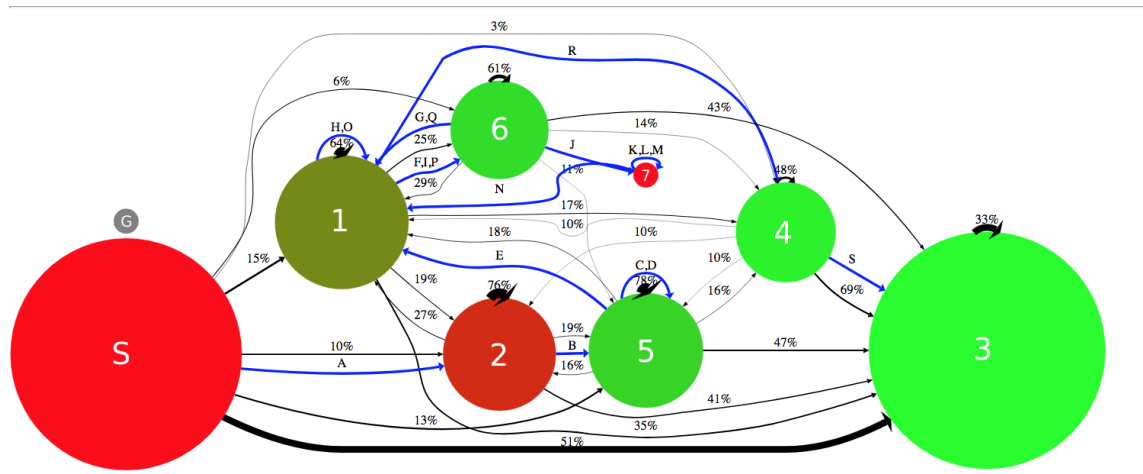 3%
R
6%
61%
43%
H,O
64%
G,Q
25%
6
14%
J
K,L,M
F,I,P
29%
11%
7
48%
N
G
1
17%
10%
18%
10%
4
33%
15%
E
C,D
78%
10%
S
19%
76%
16%
69%
27%
S
10%
2
19%
B
16%
5
47%
3
A
13%
41%
35%
51%